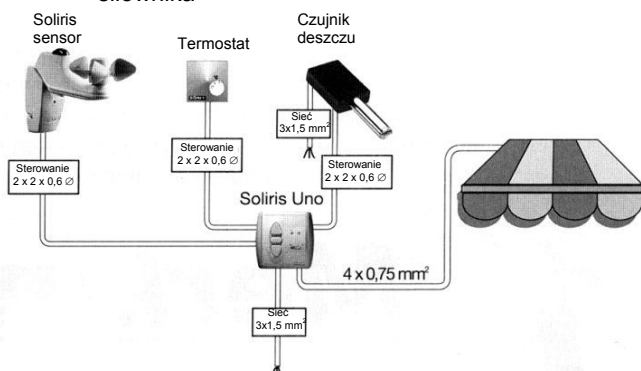 Soliris
sensor
Termostat
Czujnik
deszczu
Sieć
3x1,5 mm²
Sterowanie
2 x 2 x 0,6 ∅
Sterowanie
2 x 2 x 0,6 ∅
Sterowanie
2 x 2 x 0,6 ∅
Soliris Uno
4 x 0,75 mm²
Sieć
3x1,5 mm²